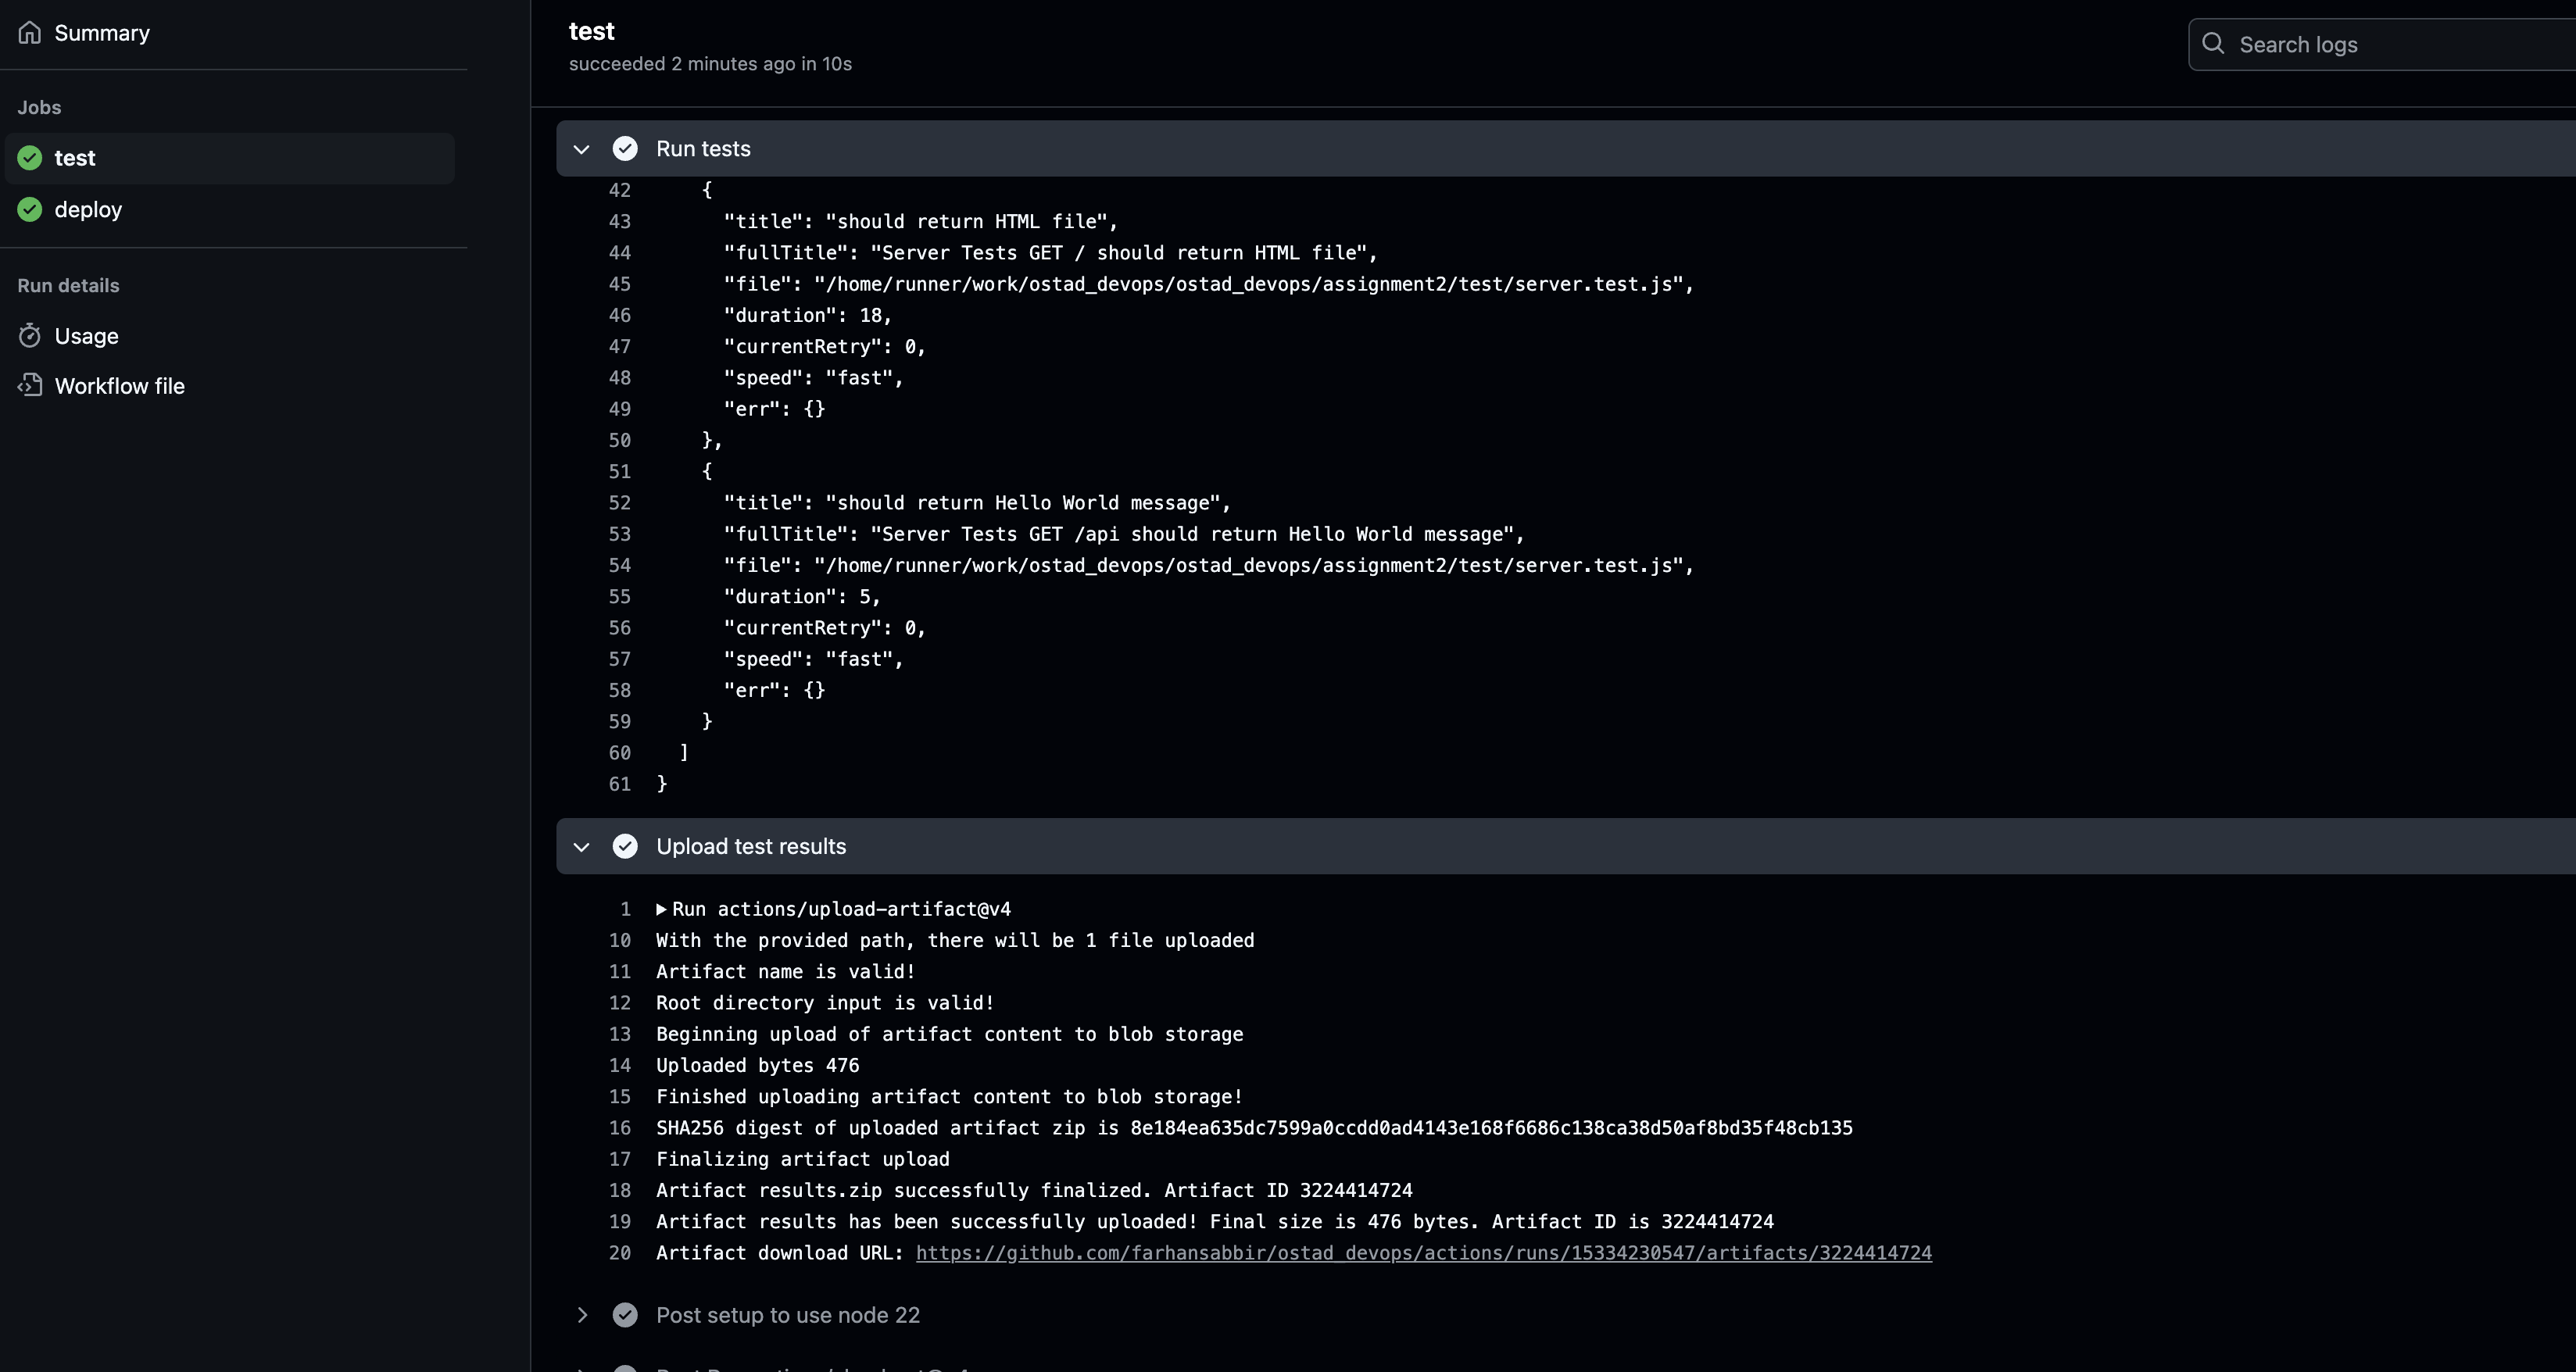 Summary
Jobs
test
deploy
Run details
Usage
Workflow file
test
succeeded 2 minutes ago in 10s
Search logs
Run tests
42 {
43 "title": "should return HTML file",
44 "fullTitle": "Server Tests GET / should return HTML file",
45 "file": "/home/runner/work/ostad_devops/ostad_devops/assignment2/test/server.test.js",
46 "duration": 18,
47 "currentRetry": 0,
48 "speed": "fast",
49 "err": {}
50 },
51 {
52 "title": "should return Hello World message",
53 "fullTitle": "Server Tests GET /api should return Hello World message",
54 "file": "/home/runner/work/ostad_devops/ostad_devops/assignment2/test/server.test.js",
55 "duration": 5,
56 "currentRetry": 0,
57 "speed": "fast",
58 "err": {}
59 }
60 ]
61 }
Upload test results
1 Run actions/upload-artifact@v4
10 With the provided path, there will be 1 file uploaded
11 Artifact name is valid!
12 Root directory input is valid!
13 Beginning upload of artifact content to blob storage
14 Uploaded bytes 476
15 Finished uploading artifact content to blob storage!
16 SHA256 digest of uploaded artifact zip is 8e184ea635dc7599a0ccdd0ad4143e168f6686c138ca38d50af8bd35f48cb135
17 Finalizing artifact upload
18 Artifact results.zip successfully finalized. Artifact ID 3224414724
19 Artifact results has been successfully uploaded! Final size is 476 bytes. Artifact ID is 3224414724
20 Artifact download URL: https://github.com/farhansabbir/ostad_devops/actions/runs/15334230547/artifacts/3224414724
Post setup to use node 22